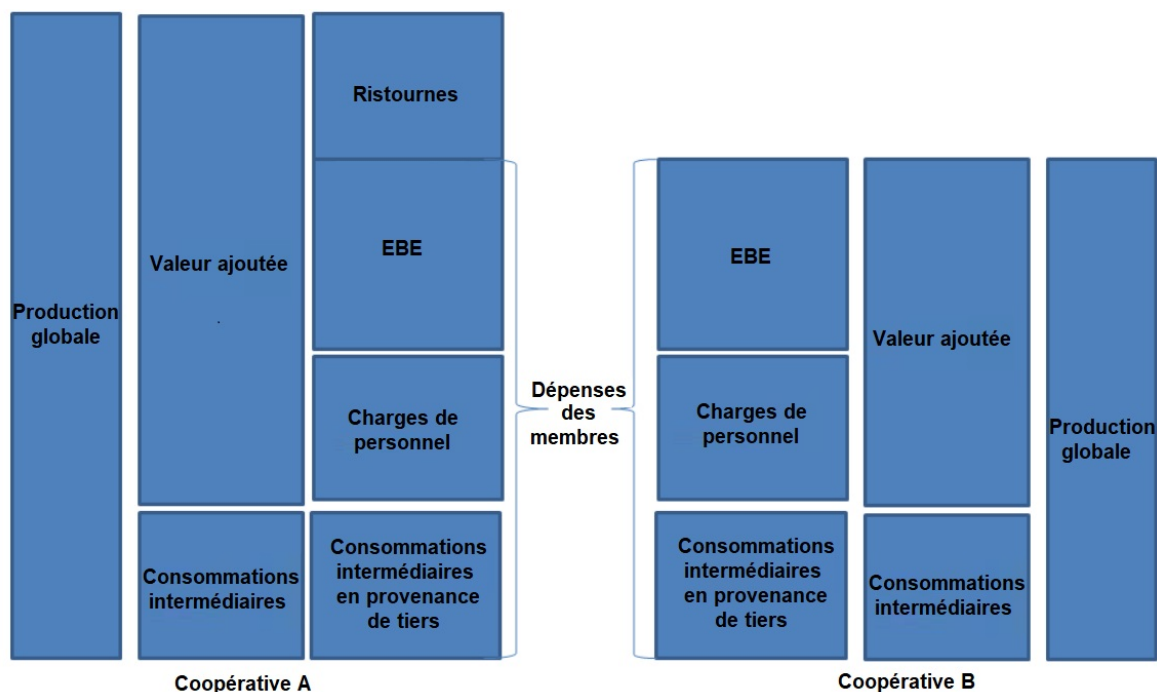 Ristournes
EBE
Valeur ajoutée
Production
globale
Charges de
personnel
Consommations
intermédiaires
Consommations
intermédiaires
en provenance
de tiers
Coopérative A
Dépenses
des
membres
EBE
Charges de
personnel
Consommations
intermédiaires
en provenance
de tiers
Valeur ajoutée
Consommations
intermédiaires
Production
globale
Coopérative B